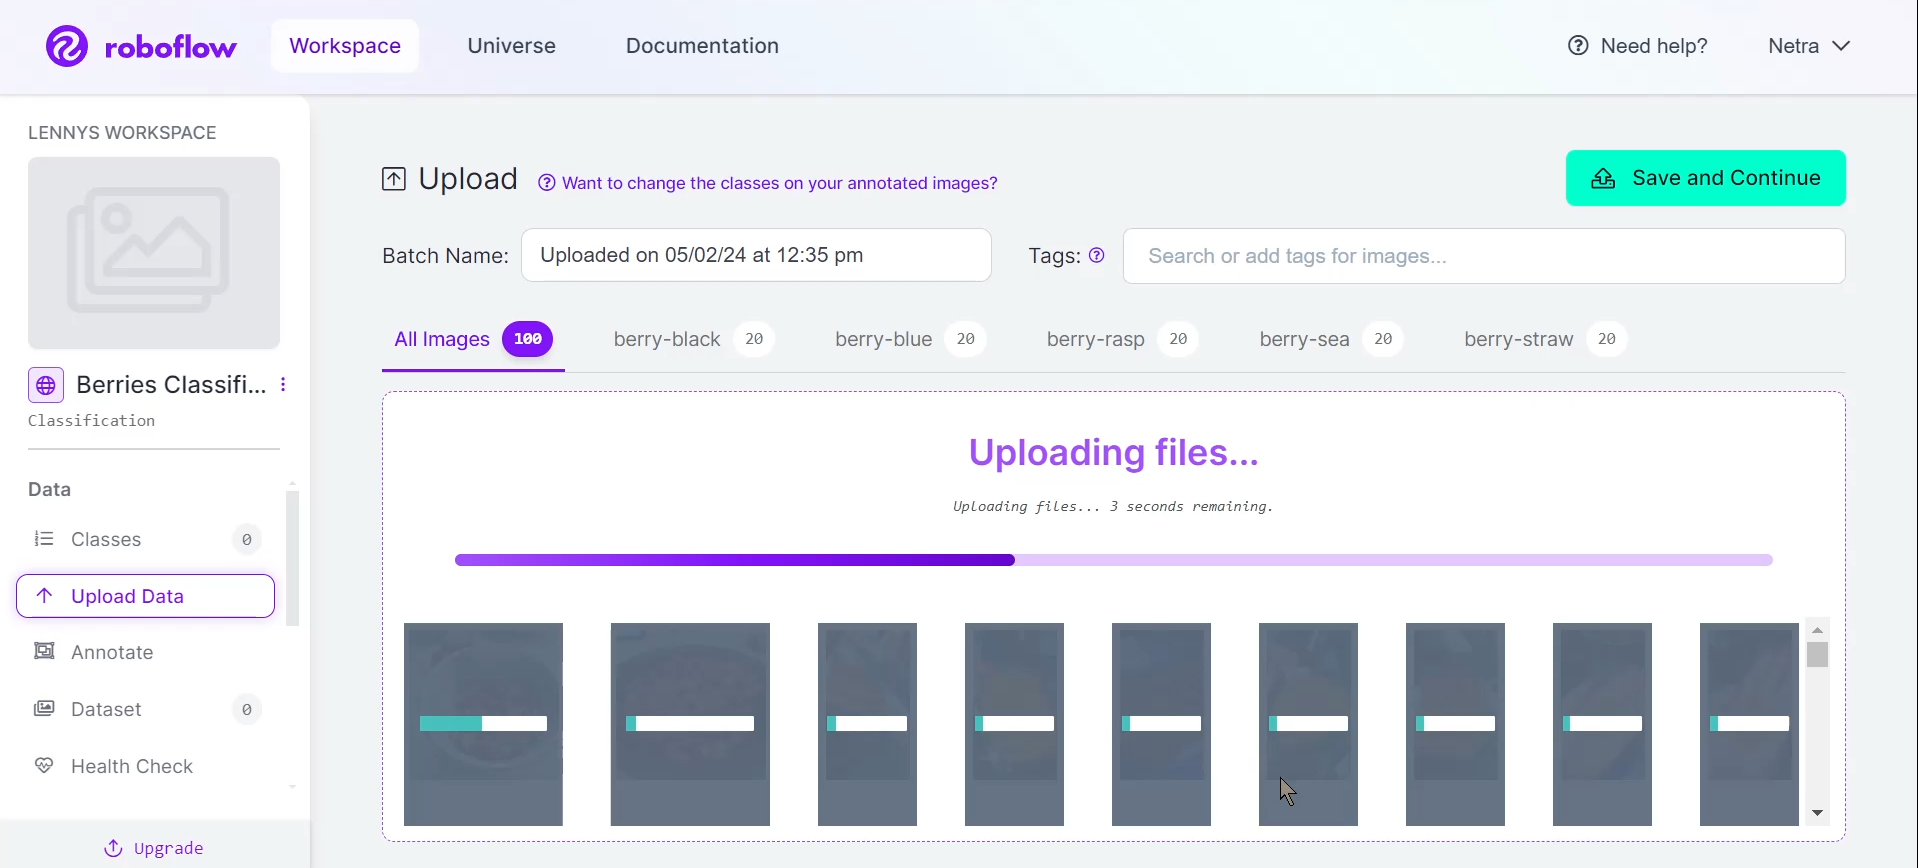 roboflow
Workspace
Universe
Documentation
Need help?
Netra
LENNYS WORKSPACE
Berries Classifi...
Classification
Data
Classes 0
Upload Data
Annotate
Dataset 0
Health Check
Upgrade
Upload
Want to change the classes on your annotated images?
Save and Continue
Batch Name: Uploaded on 05/02/24 at 12:35 pm
Tags: Search or add tags for images...
All Images 100
berry-black 20
berry-blue 20
berry-rasp 20
berry-sea 20
berry-straw 20
Uploading files...
Uploading files... 3 seconds remaining.